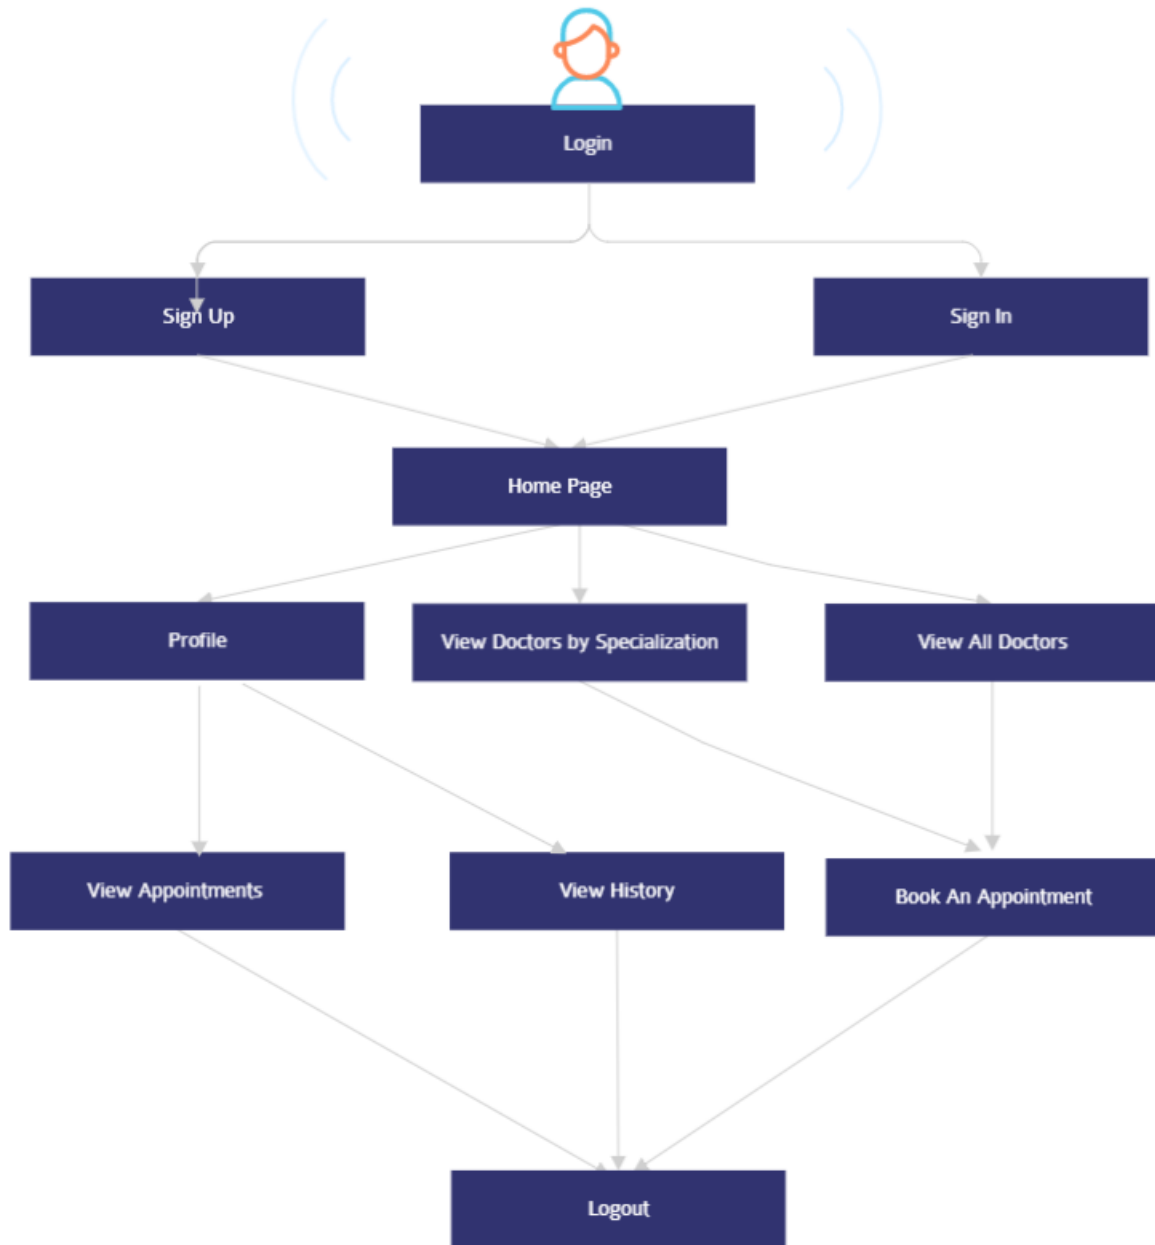 Login
Sign Up
Sign In
Home Page
Profile
View Doctors by Specialization
View All Doctors
View Appointments
View History
Book An Appointment
Logout